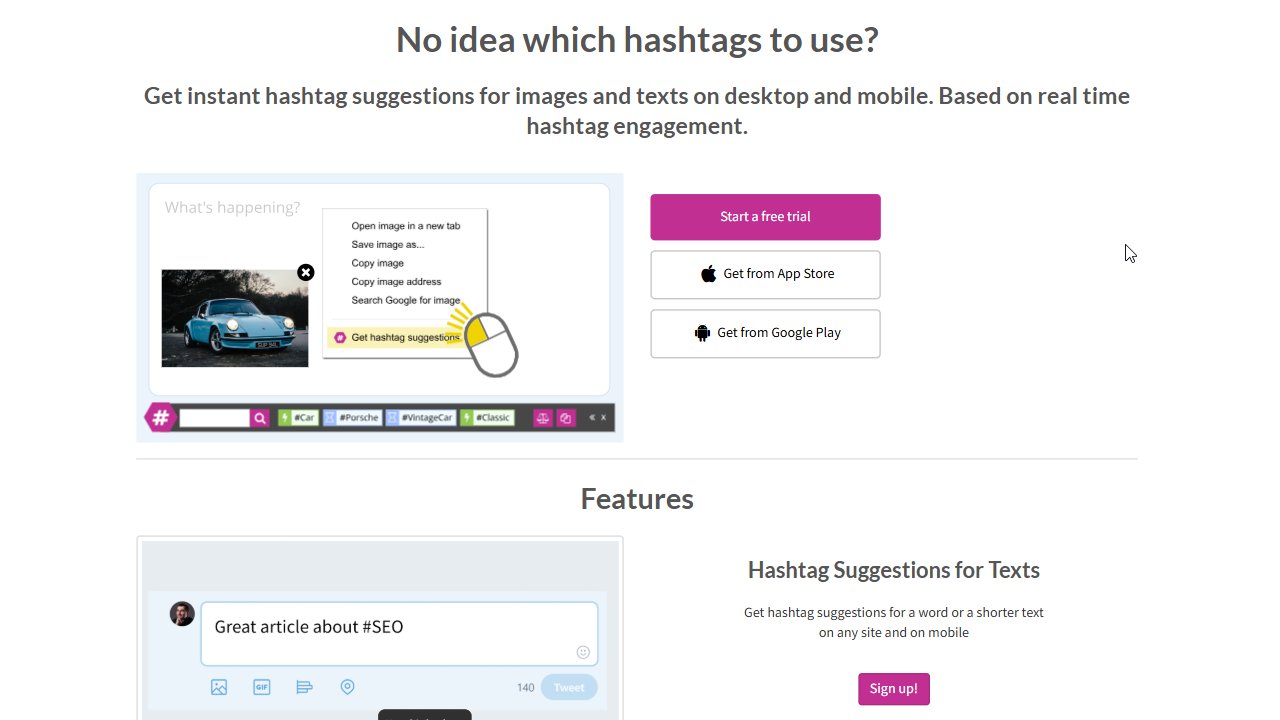 No idea which hashtags to use?
Get instant hashtag suggestions for images and texts on desktop and mobile. Based on real time
hashtag engagement.
What's happening?
Open image in a new tab
Save image as...
Copy image
Copy image address
Search Google for image
Get hashtag suggestions
#
#Car
#Porsche
#VintageCar
#Classic
Start a free trial
Get from App Store
Get from Google Play
Features
Great article about #SEO
GIF
140
Tweet
Hashtag Suggestions for Texts
Get hashtag suggestions for a word or a shorter text
on any site and on mobile
Sign up!